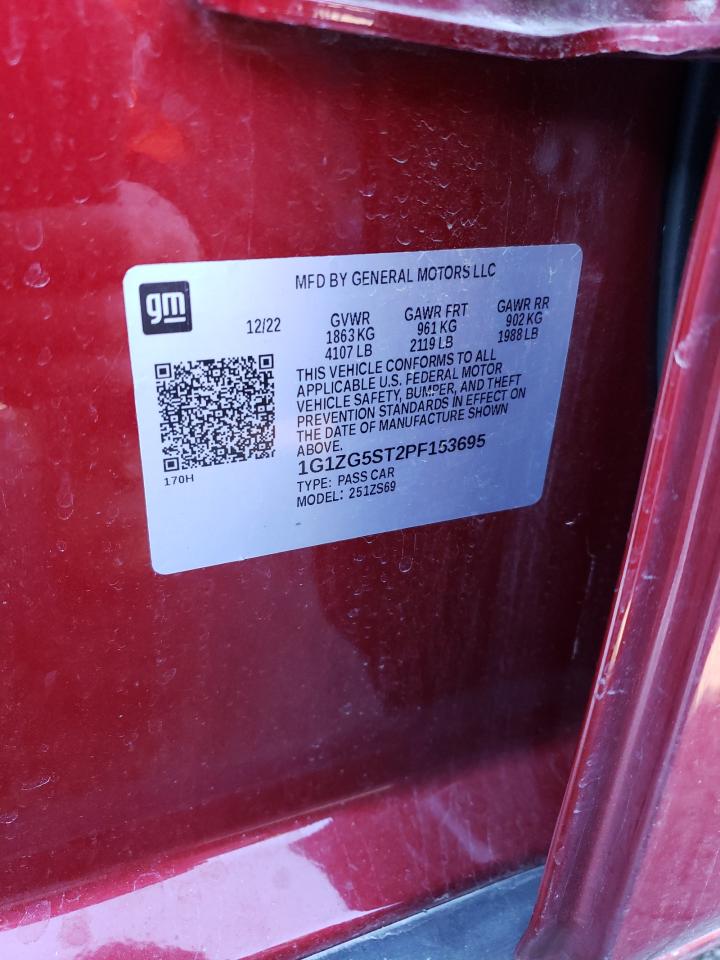 MFD BY GENERAL MOTORS LLC
gm
12/22
GVWR
1863 KG
4107 LB
GAWR FRT
961 KG
2119 LB
GAWR RR
902 KG
1988 LB
THIS VEHICLE CONFORMS TO ALL
APPLICABLE U.S. FEDERAL MOTOR
VEHICLE SAFETY, BUMPER, AND THEFT
PREVENTION STANDARDS IN EFFECT ON
THE DATE OF MANUFACTURE SHOWN
ABOVE.
1G1ZG5ST2PF153695
TYPE: PASS CAR
MODEL: 251ZS69
170H